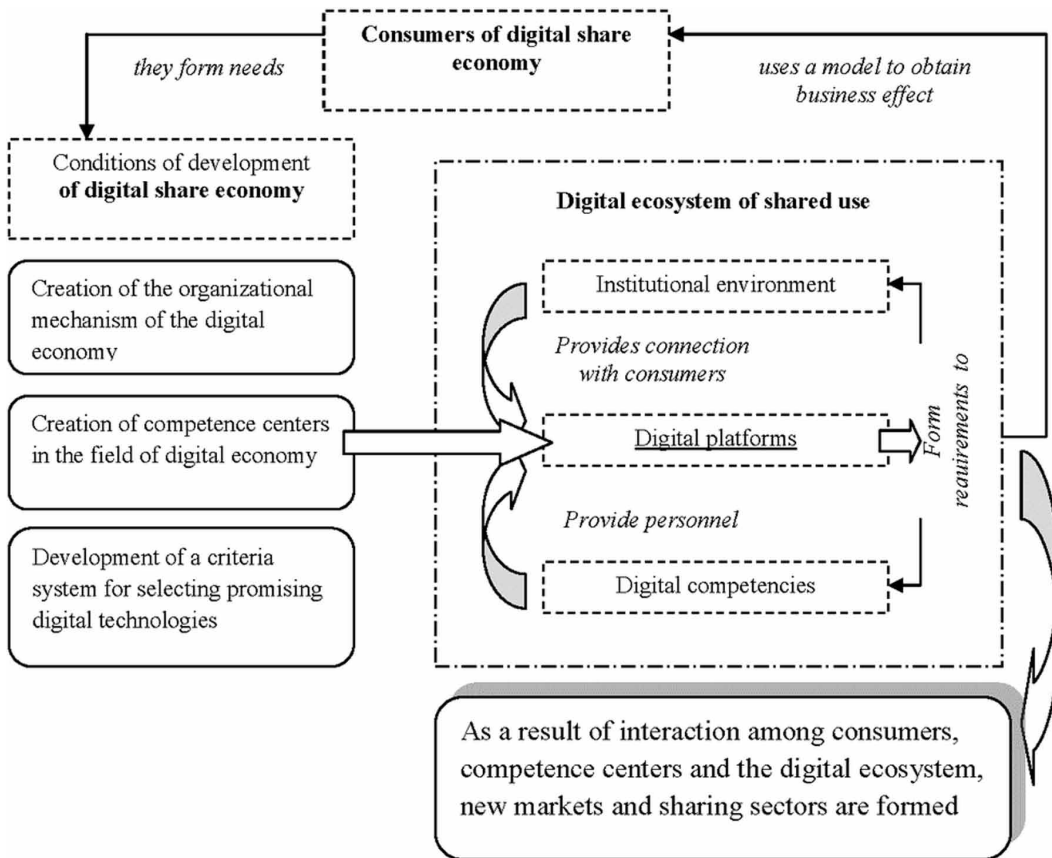 Consumers of digital share
economy
they form needs
uses a model to obtain
business effect
Conditions of development
of digital share economy
Digital ecosystem of shared use
Creation of the organizational
mechanism of the digital
economy
Institutional environment
Provides connection
with consumers
Creation of competence centers
in the field of digital economy
Digital platforms
Form
requirements to
Provide personnel
Development of a criteria
system for selecting promising
digital technologies
Digital competencies
As a result of interaction among consumers,
competence centers and the digital ecosystem,
new markets and sharing sectors are formed